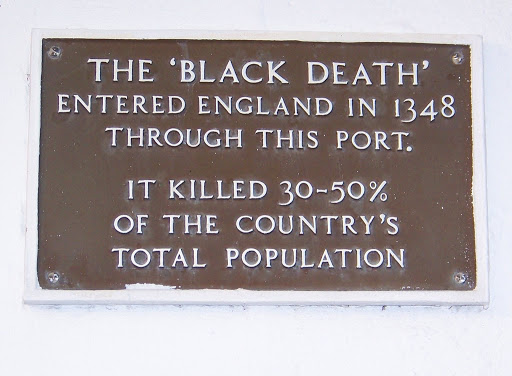 THE ‘BLACK DEATH’
ENTERED ENGLAND IN 1348
THROUGH THIS PORT.
IT KILLED 30-50%
OF THE COUNTRY’S
TOTAL POPULATION